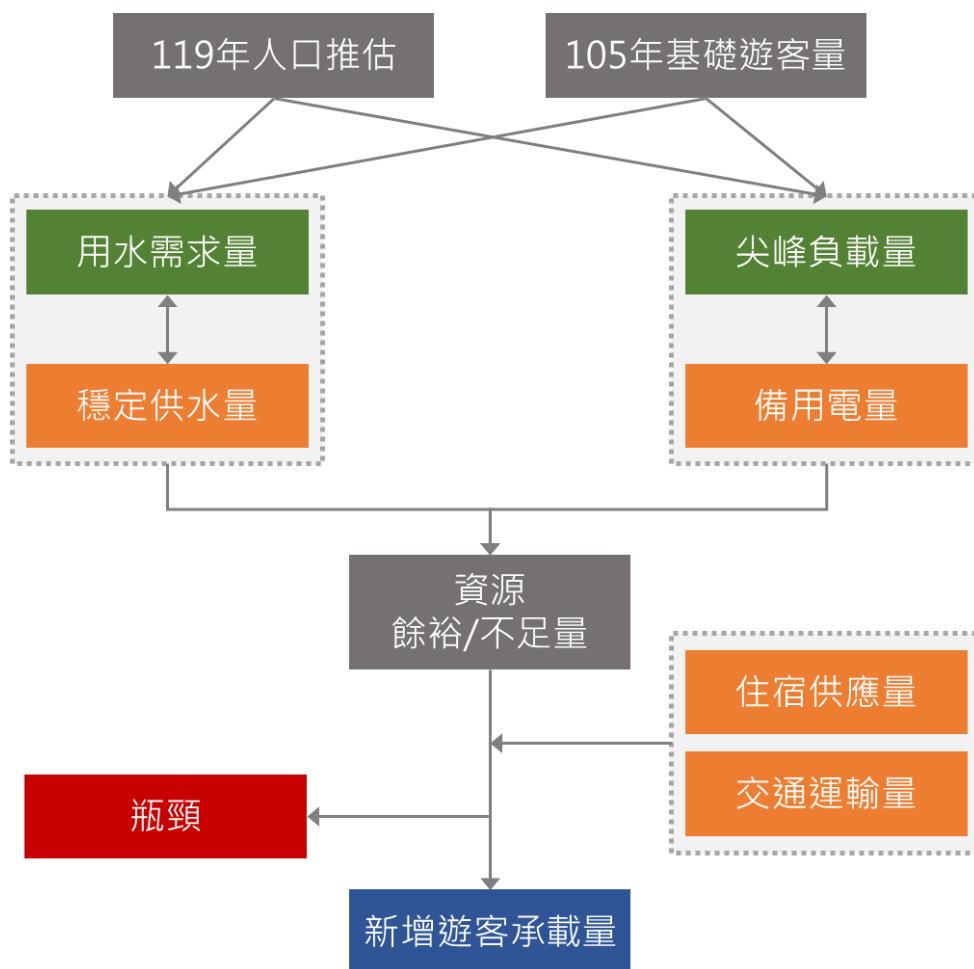 119年人口推估
105年基礎遊客量
用水需求量
尖峰負載量
穩定供水量
備用電量
資源
餘裕/不足量
住宿供應量
交通運輸量
瓶頸
新增遊客承載量